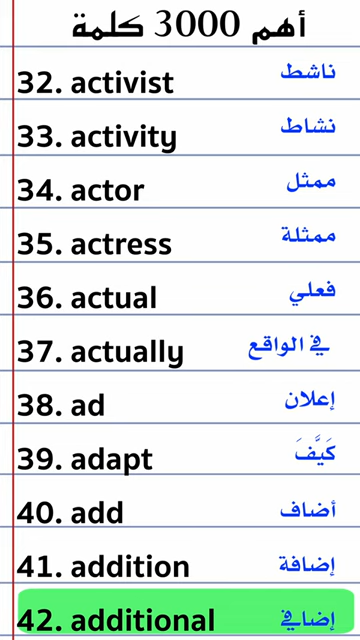 أهم 3000 كلمة
32. activist ناشط
33. activity نشاط
34. actor ممثل
35. actress ممثلة
36. actual فعلي
37. actually في الواقع
38. ad إعلان
39. adapt كَيَّفَ
40. add أضاف
41. addition إضافة
42. additional إضافي